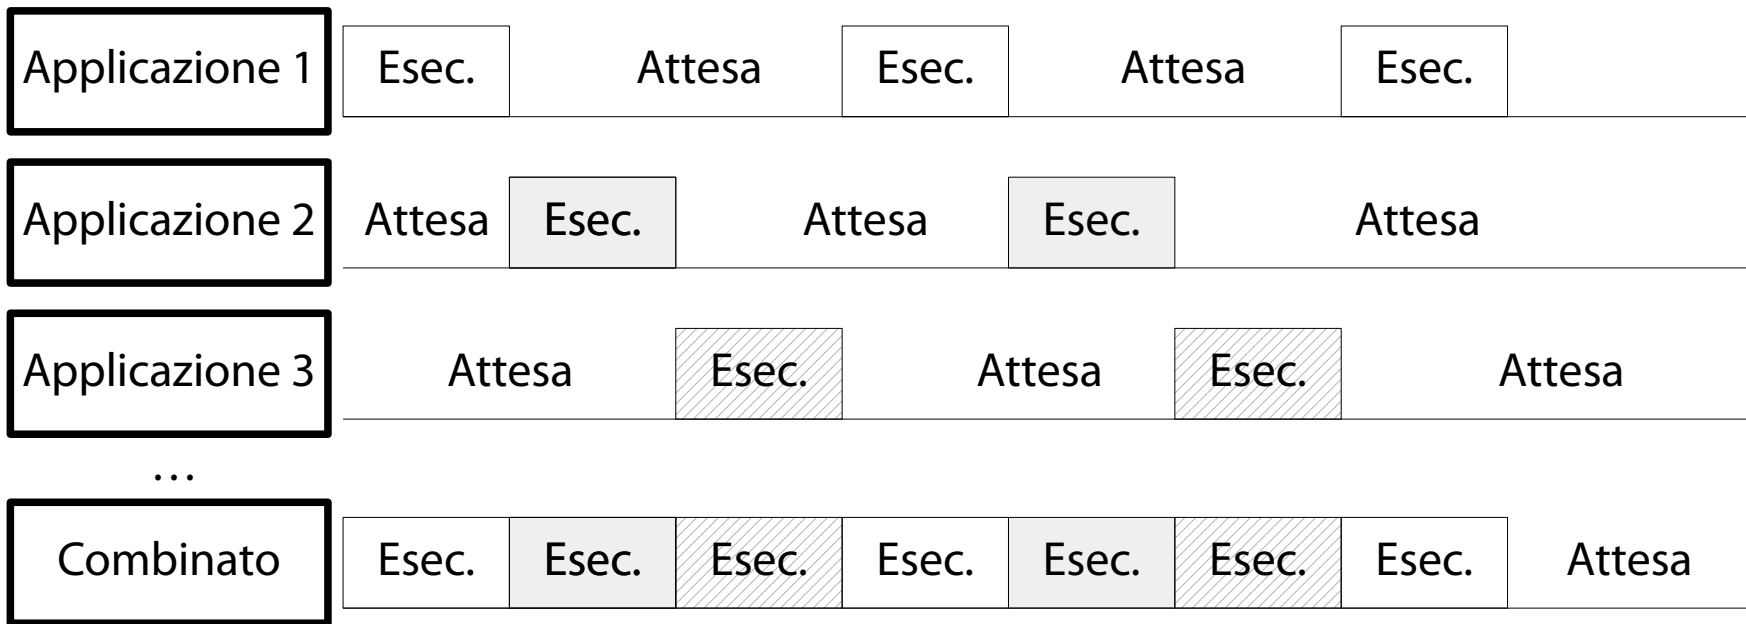 Applicazione 1 Esec. Attesa Esec. Attesa Esec.
Applicazione 2 Attesa Esec. Attesa Esec. Attesa
Applicazione 3 Attesa Esec. Attesa Esec. Attesa
...
Combinato Esec. Esec. Esec. Esec. Esec. Esec. Esec. Attesa